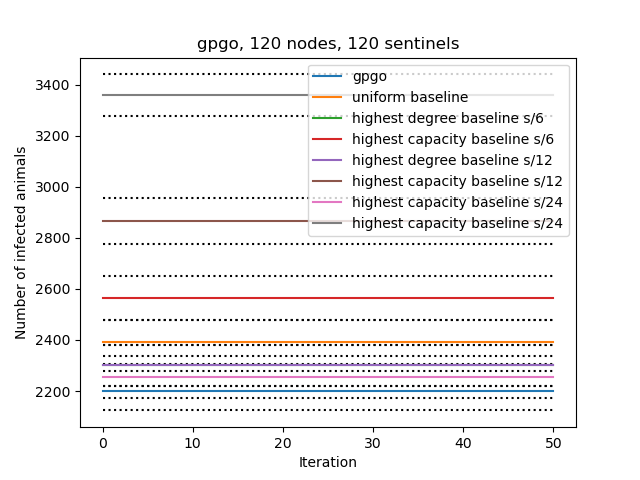 gpgo, 120 nodes, 120 sentinels
Number of infected animals
3400
3200
3000
2800
2600
2400
2200
gpgo
uniform baseline
highest degree baseline s/6
highest capacity baseline s/6
highest degree baseline s/12
highest capacity baseline s/12
highest capacity baseline s/24
highest capacity baseline s/24
0 10 20 30 40 50
Iteration